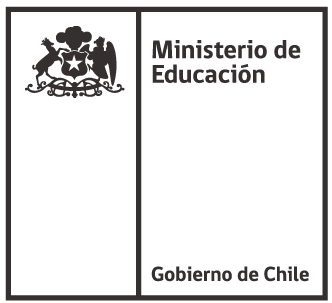 Ministerio de
Educación
Gobierno de Chile